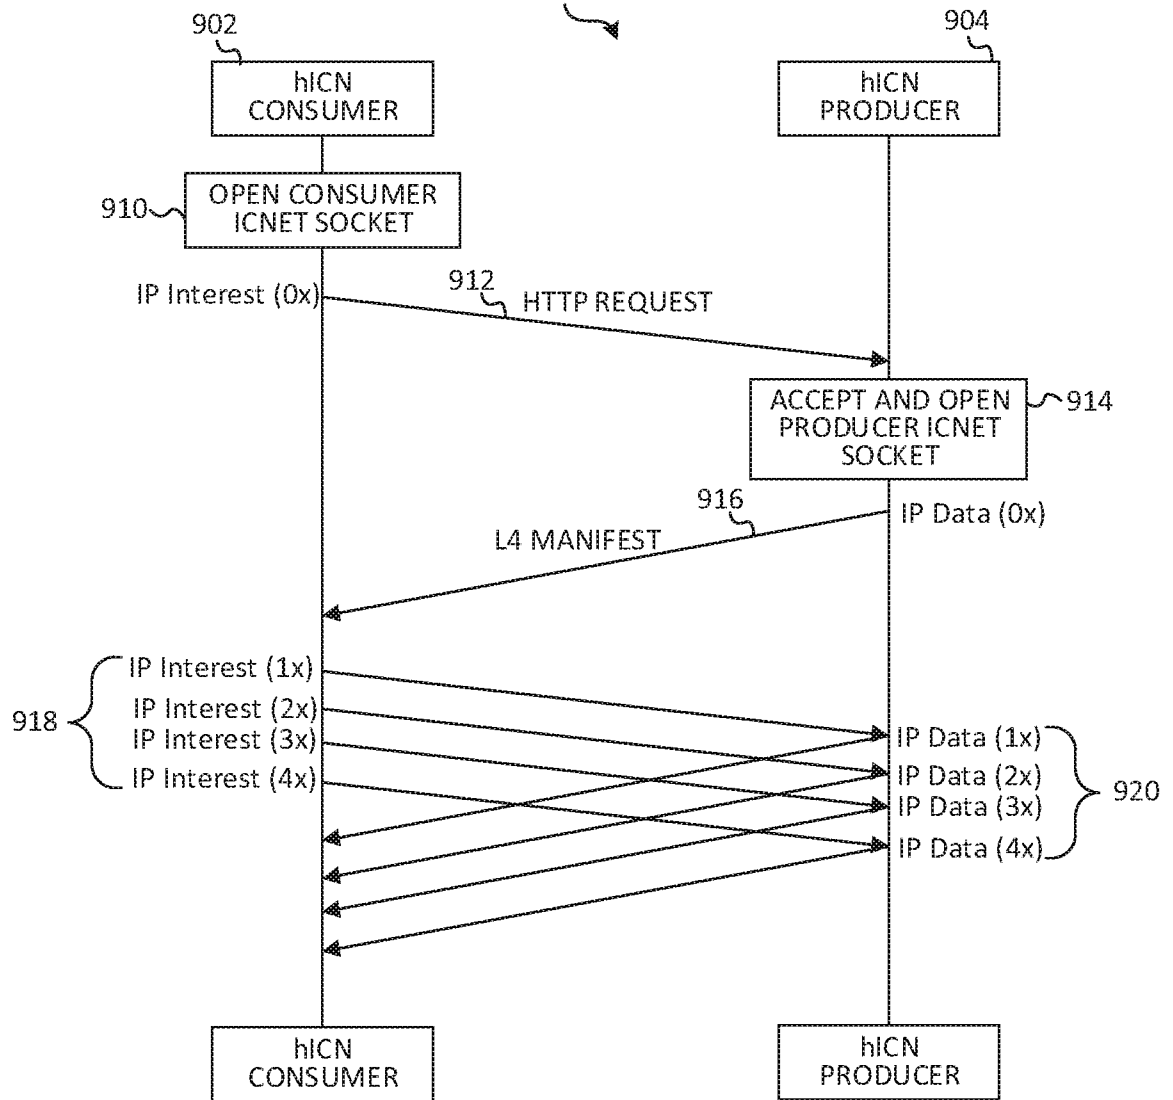 902
904
hICN
CONSUMER
hICN
PRODUCER
910
OPEN CONSUMER
ICNET SOCKET
IP Interest (0x)
912
HTTP REQUEST
ACCEPT AND OPEN
PRODUCER ICNET
SOCKET
914
916
IP Data (0x)
L4 MANIFEST
918
IP Interest (1x)
IP Interest (2x)
IP Interest (3x)
IP Interest (4x)
IP Data (1x)
IP Data (2x)
IP Data (3x)
IP Data (4x)
920
hICN
CONSUMER
hICN
PRODUCER